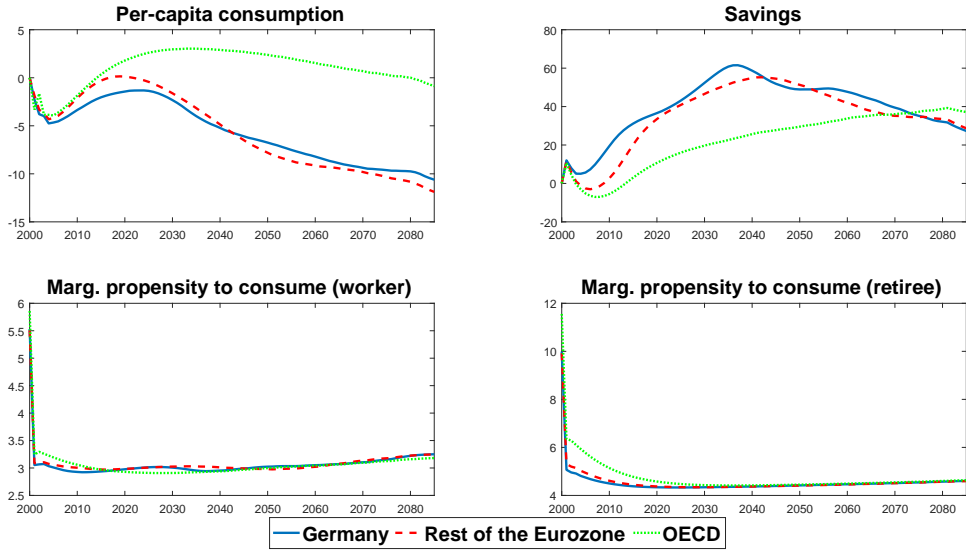 Per-capita consumption
5
0
-5
-10
-15
2000 2010 2020 2030 2040 2050 2060 2070 2080
Savings
80
60
40
20
0
-20
2000 2010 2020 2030 2040 2050 2060 2070 2080
Marg. propensity to consume (worker)
6
5.5
5
4.5
4
3.5
3
2.5
2000 2010 2020 2030 2040 2050 2060 2070 2080
Marg. propensity to consume (retiree)
12
10
8
6
4
2000 2010 2020 2030 2040 2050 2060 2070 2080
Germany Rest of the Eurozone OECD